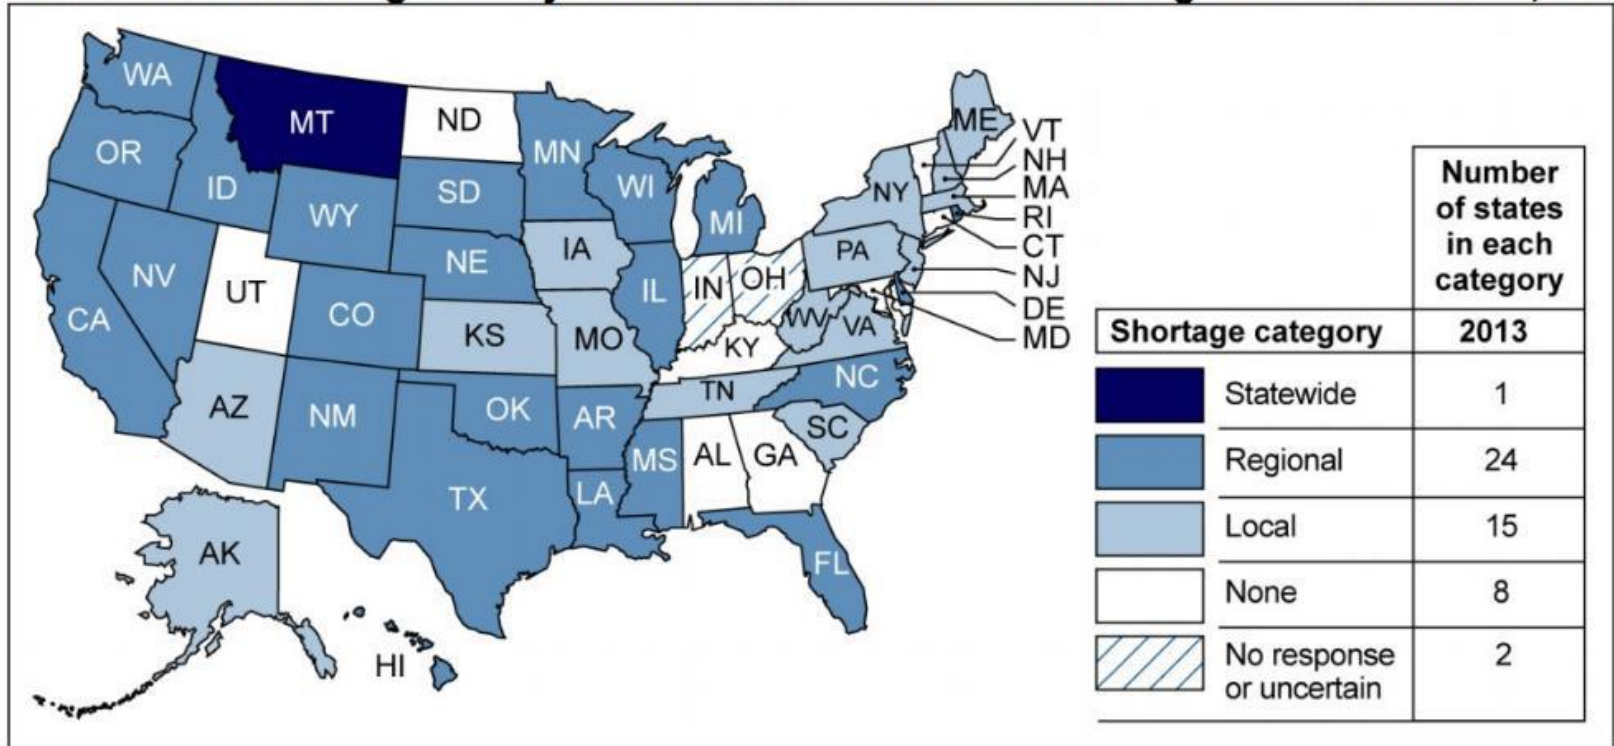 WA
MT
ND
ME
VT
OR
MN
NH
ID
SD
WI
NY
MA
WY
MI
RI
CT
NV
NE
IA
PA
NJ
UT
IL
IN
OH
DE
CA
CO
KS
MO
WV
VA
MD
KY
AZ
NM
OK
AR
TN
NC
SC
MS
AL
GA
TX
LA
AK
FL
HI
Number
of states
in each
category
Shortage category 2013
Statewide 1
Regional 24
Local 15
None 8
No response 2
or uncertain